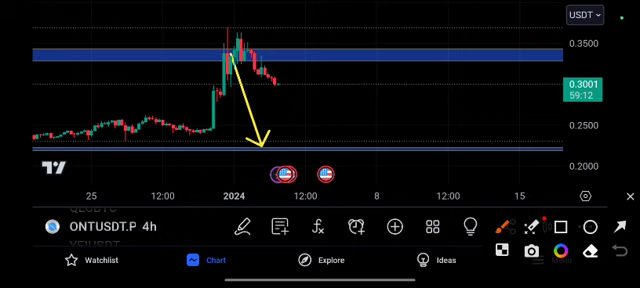 USDT
0.3500
0.3001
59:12
0.2500
0.2000
25 12:00 2024 12:00 8 12:00 15
ONTUSDT.P 4h
Watchlist Chart Explore Ideas